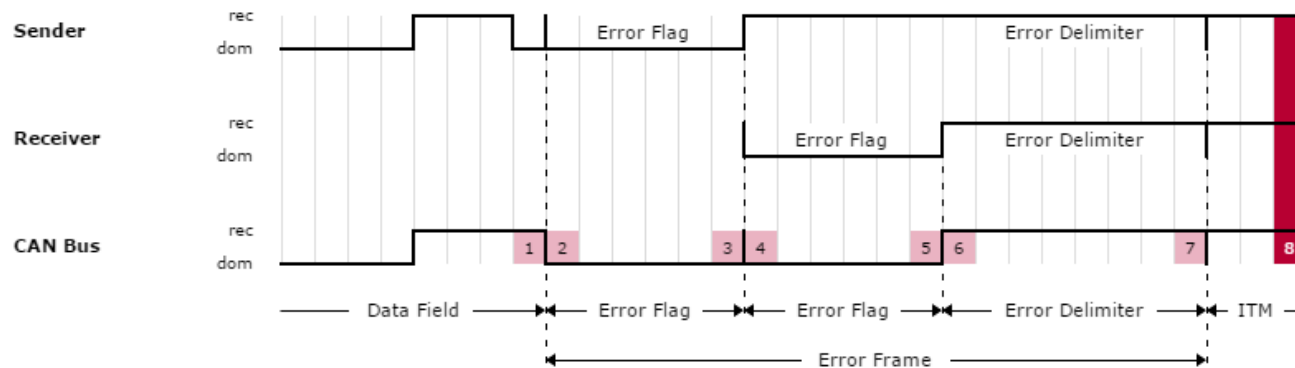 rec
Sender
Error Flag
Error Delimiter
dom
rec
Receiver
Error Flag
Error Delimiter
dom
rec
CAN Bus
1 2 3 4 5 6 7 8
dom
Data Field Error Flag Error Flag Error Delimiter ITM
Error Frame